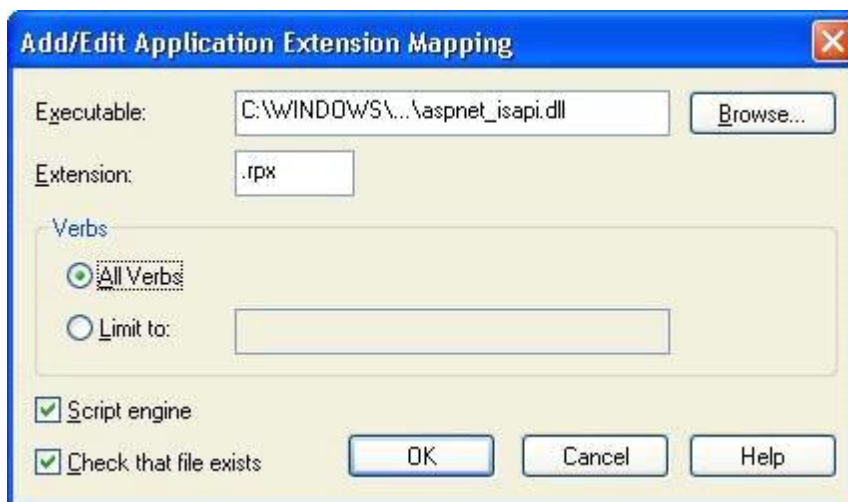 Add/Edit Application Extension Mapping
Executable: C:\WINDOWS\...\aspnet_isapi.dll Browse...
Extension: .rpx
Verbs
All Verbs
Limit to:
Script engine
Check that file exists OK Cancel Help